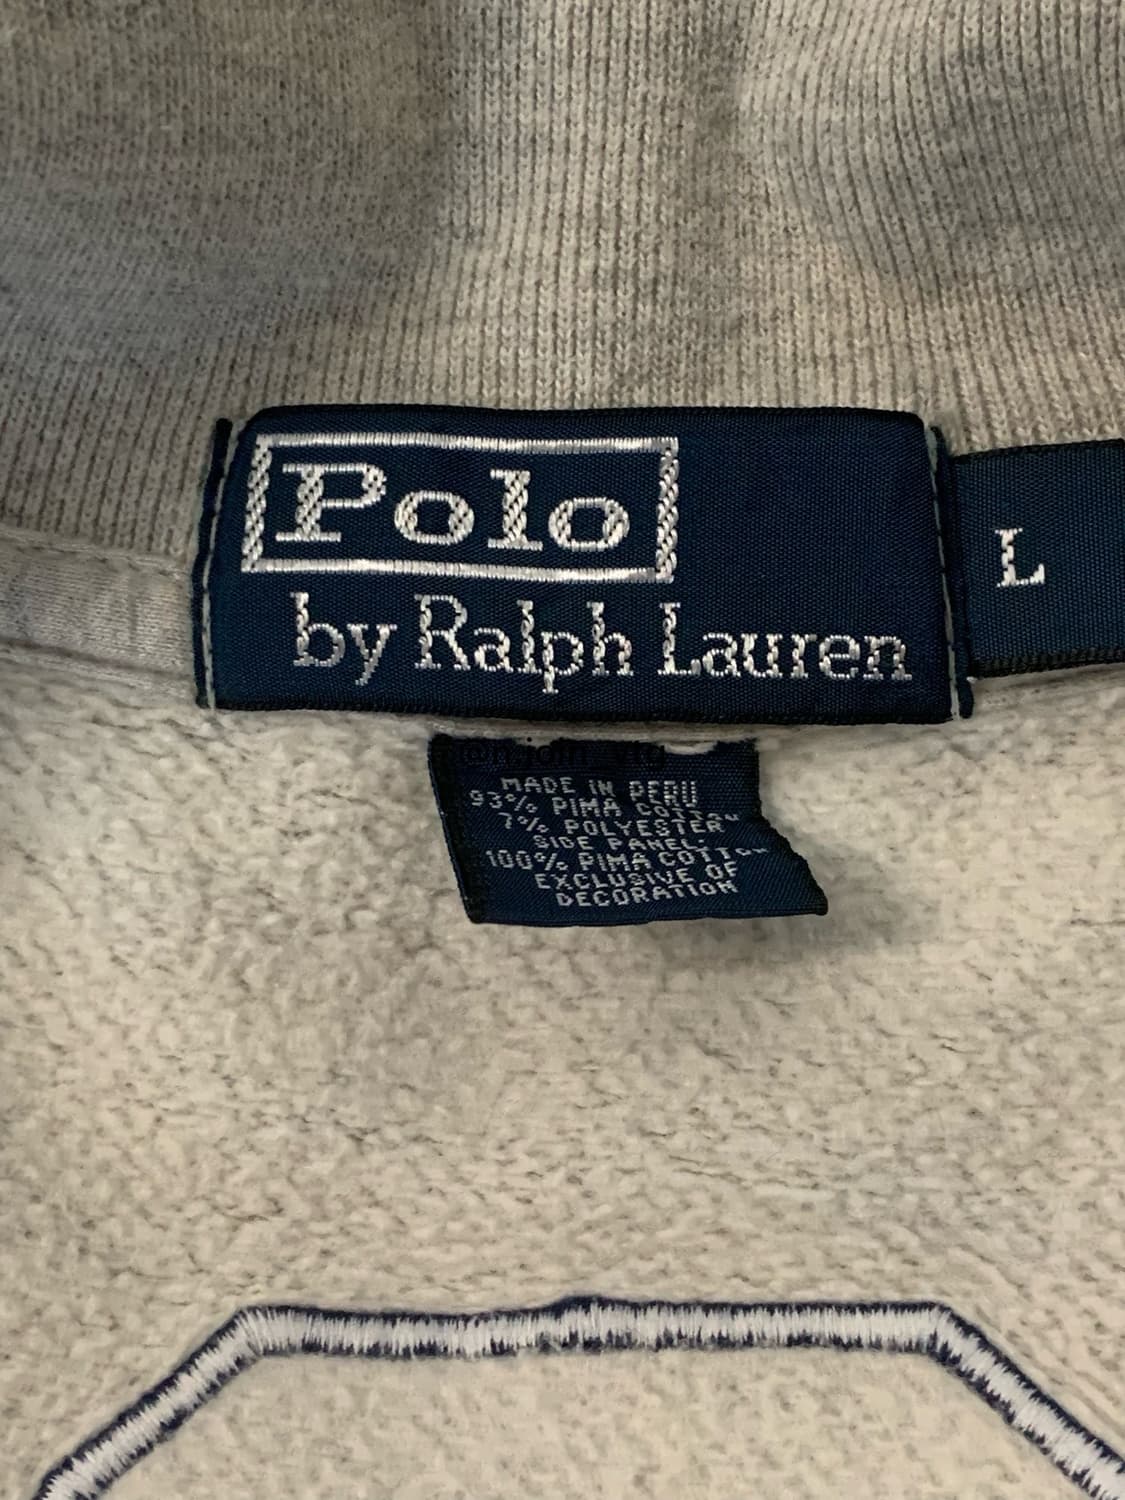 Polo
by Ralph Lauren
L
MADE IN PERU
93% PIMA COTTON
7% POLYESTER
SIDE PANEL:
100% PIMA COTTON
EXCLUSIVE OF
DECORATION